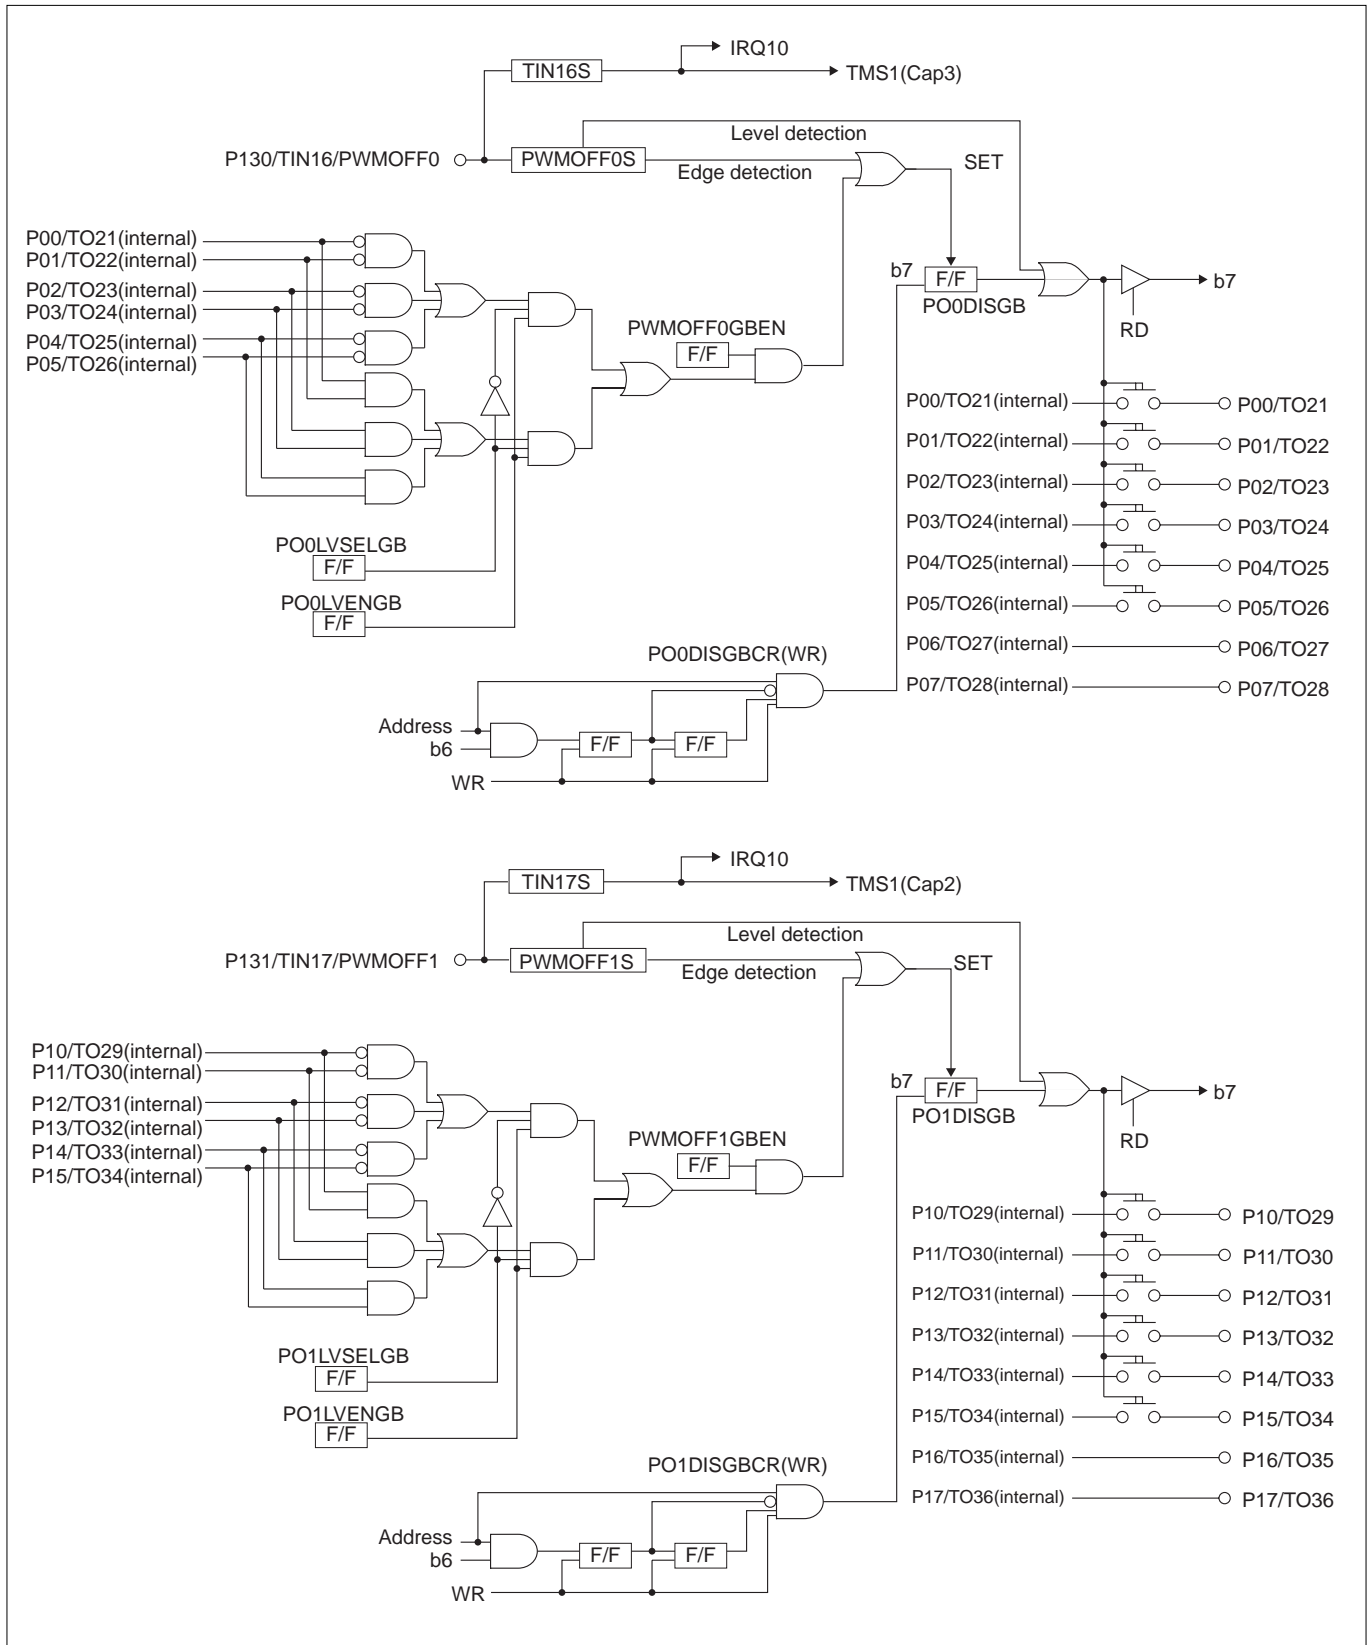 IRQ10
TIN16S
TMS1(Cap3)
Level detection
P130/TIN16/PWMOFF0
PWMOFF0S
Edge detection
SET
P00/TO21(internal)
P01/TO22(internal)
P02/TO23(internal)
P03/TO24(internal)
P04/TO25(internal)
P05/TO26(internal)
b7
F/F
PO0DISGB
b7
RD
PWMOFF0GBEN
F/F
PO0LVSELGB
F/F
PO0LVENGB
F/F
P00/TO21(internal)
P00/TO21
P01/TO22(internal)
P01/TO22
P02/TO23(internal)
P02/TO23
P03/TO24(internal)
P03/TO24
P04/TO25(internal)
P04/TO25
P05/TO26(internal)
P05/TO26
P06/TO27(internal)
P06/TO27
P07/TO28(internal)
P07/TO28
PO0DISGBCR(WR)
Address
b6
F/F
F/F
WR
IRQ10
TIN17S
TMS1(Cap2)
Level detection
P131/TIN17/PWMOFF1
PWMOFF1S
Edge detection
SET
P10/TO29(internal)
P11/TO30(internal)
P12/TO31(internal)
P13/TO32(internal)
P14/TO33(internal)
P15/TO34(internal)
b7
F/F
PO1DISGB
b7
RD
PWMOFF1GBEN
F/F
PO1LVSELGB
F/F
PO1LVENGB
F/F
P10/TO29(internal)
P10/TO29
P11/TO30(internal)
P11/TO30
P12/TO31(internal)
P12/TO31
P13/TO32(internal)
P13/TO32
P14/TO33(internal)
P14/TO33
P15/TO34(internal)
P15/TO34
P16/TO35(internal)
P16/TO35
P17/TO36(internal)
P17/TO36
PO1DISGBCR(WR)
Address
b6
F/F
F/F
WR